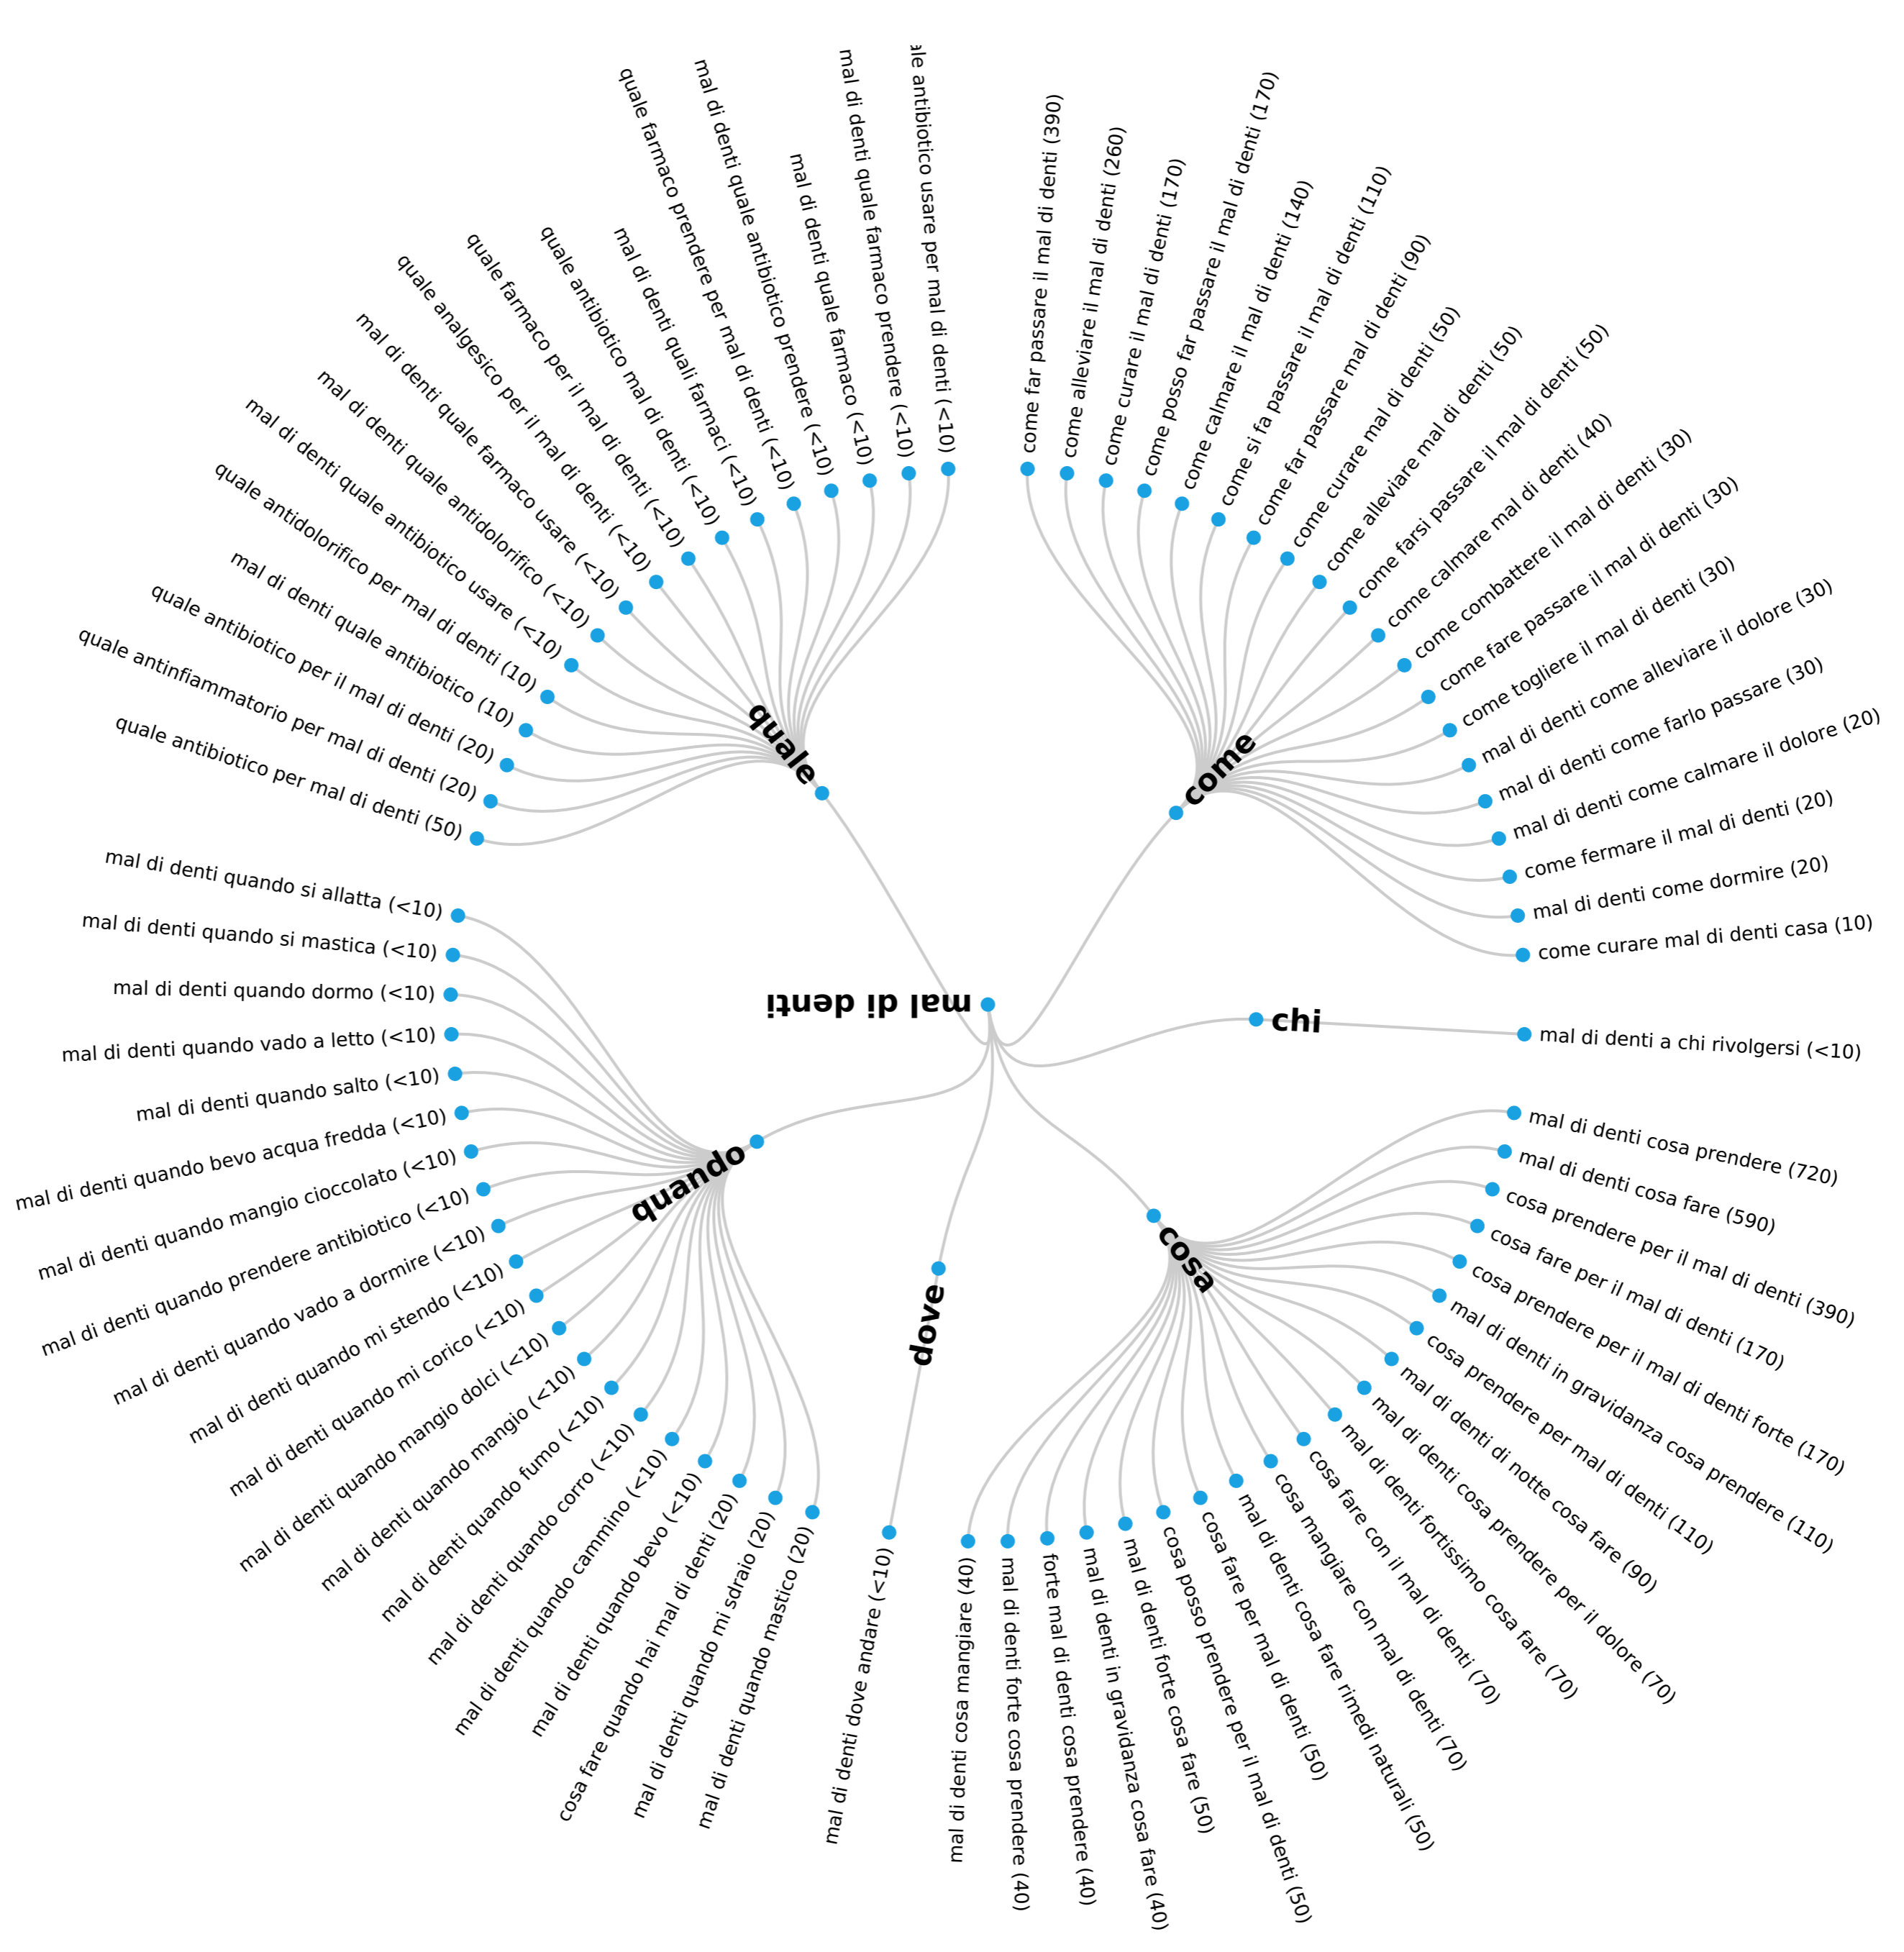 mal di denti
come
come far passare il mal di denti (390)
come alleviare il mal di denti (260)
come curare il mal di denti (170)
come posso far passare il mal di denti (170)
come calmare il mal di denti (140)
come si fa passare il mal di denti (110)
come far passare mal di denti (90)
come curare mal di denti (50)
come alleviare mal di denti (50)
come farsi passare il mal di denti (50)
come calmare mal di denti (40)
come combattere il mal di denti (30)
come fare passare il mal di denti (30)
come togliere il mal di denti (30)
mal di denti come alleviare il dolore (30)
mal di denti come farlo passare (30)
mal di denti come calmare il dolore (20)
come fermare il mal di denti (20)
mal di denti come dormire (20)
come curare mal di denti casa (10)
chi
mal di denti a chi rivolgersi (<10)
cosa
mal di denti cosa prendere (720)
mal di denti cosa fare (590)
cosa prendere per il mal di denti (390)
cosa fare per il mal di denti (170)
cosa prendere per il mal di denti forte (170)
mal di denti in gravidanza cosa prendere (110)
cosa prendere per mal di denti (110)
mal di denti di notte cosa fare (90)
mal di denti cosa prendere per il dolore (70)
mal di denti fortissimo cosa fare (70)
cosa fare con il mal di denti (70)
cosa mangiare con mal di denti (70)
mal di denti cosa fare rimedi naturali (50)
cosa fare per mal di denti (50)
cosa posso prendere per il mal di denti (50)
mal di denti forte cosa fare (50)
mal di denti in gravidanza cosa fare (40)
forte mal di denti cosa prendere (40)
mal di denti forte cosa prendere (40)
mal di denti cosa mangiare (40)
dove
mal di denti dove andare (<10)
quando
mal di denti quando mastico (20)
mal di denti quando mi sdraio (20)
cosa fare quando hai mal di denti (20)
mal di denti quando bevo (<10)
mal di denti quando cammino (<10)
mal di denti quando corro (<10)
mal di denti quando fumo (<10)
mal di denti quando mangio (<10)
mal di denti quando mangio dolci (<10)
mal di denti quando mi corico (<10)
mal di denti quando mi stendo (<10)
mal di denti quando vado a dormire (<10)
mal di denti quando prendere antibiotico (<10)
mal di denti quando mangio cioccolato (<10)
mal di denti quando bevo acqua fredda (<10)
mal di denti quando salto (<10)
mal di denti quando vado a letto (<10)
mal di denti quando dormo (<10)
mal di denti quando si mastica (<10)
mal di denti quando si allatta (<10)
quale
quale antibiotico per mal di denti (50)
quale antinfiammatorio per mal di denti (20)
quale antibiotico per il mal di denti (20)
mal di denti quale antibiotico (10)
quale antidolorifico per mal di denti (10)
mal di denti quale antibiotico usare (<10)
mal di denti quale antidolorifico (<10)
mal di denti quale farmaco usare (<10)
quale analgesico per il mal di denti (<10)
quale farmaco per il mal di denti (<10)
quale antibiotico mal di denti (<10)
mal di denti quali farmaci (<10)
quale farmaco prendere per mal di denti (<10)
mal di denti quale antibiotico prendere (<10)
mal di denti quale farmaco (<10)
mal di denti quale farmaco prendere (<10)
ale antibiotico usare per mal di denti (<10)